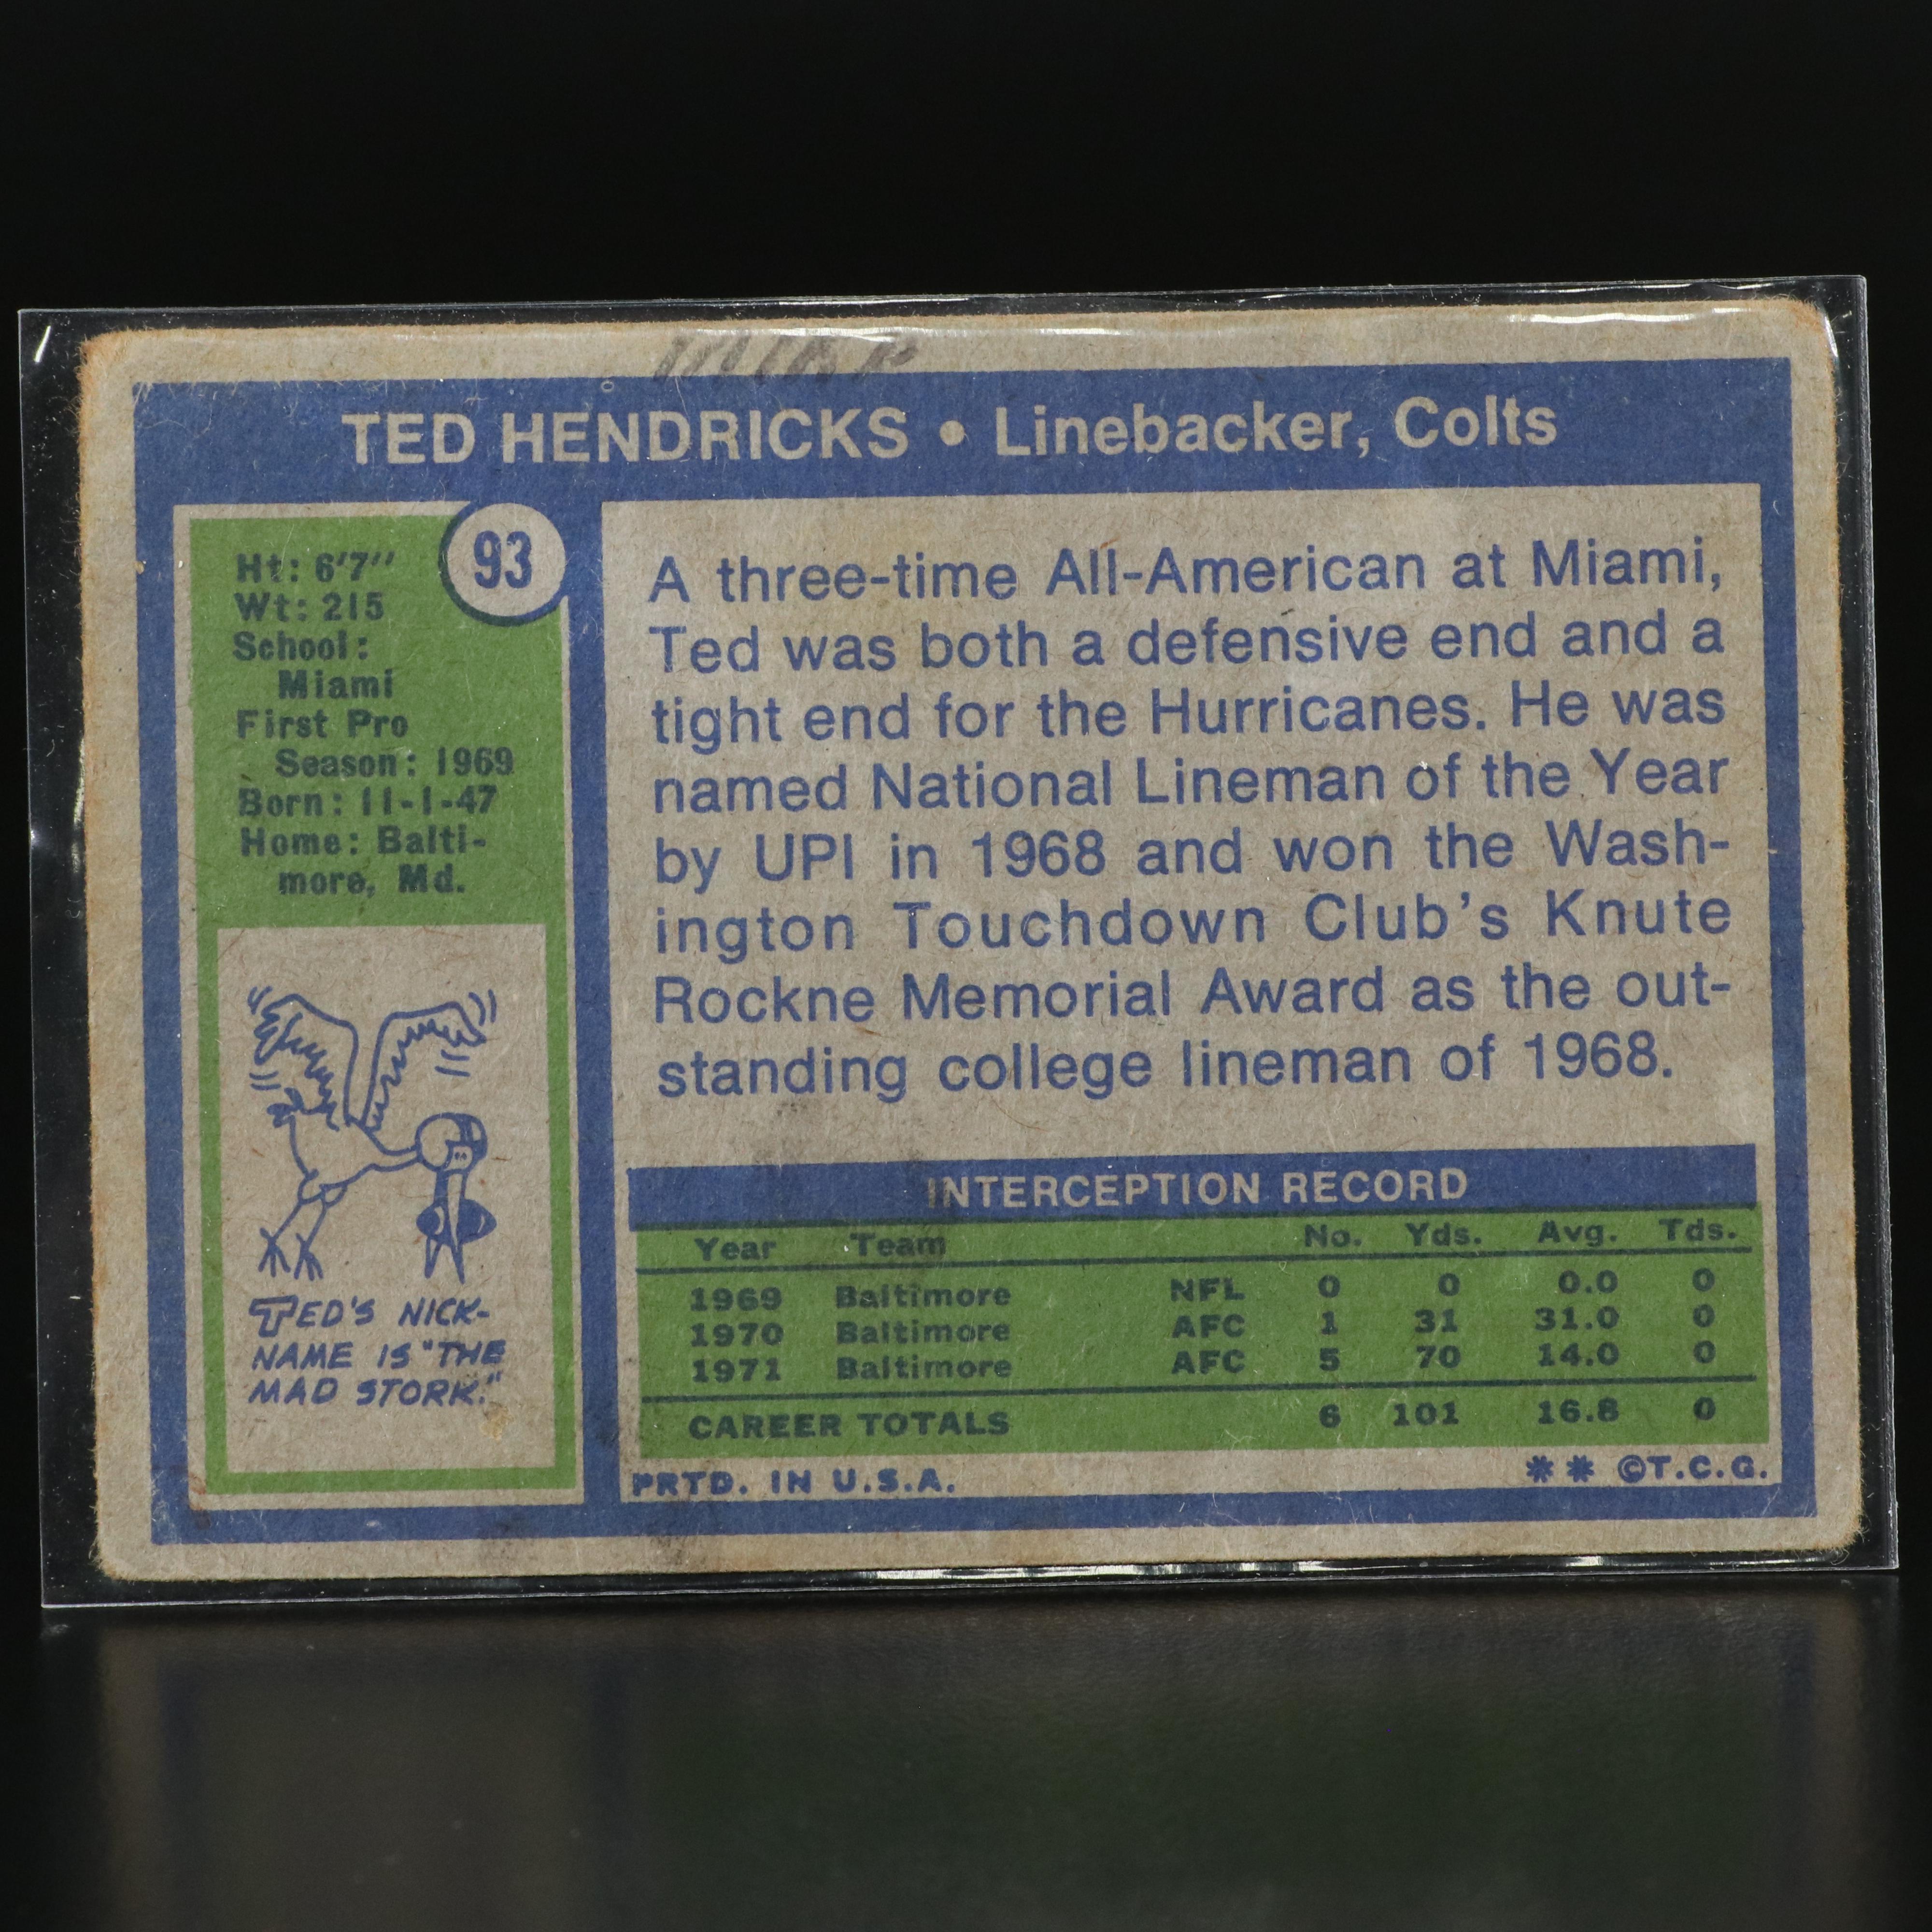 TED HENDRICKS • Linebacker, Colts
93
Ht: 6'7"
Wt: 215
School:
Miami
First Pro
Season: 1969
Born: 11-1-47
Home: Balti-
more, Md.
TED'S NICK-
NAME IS "THE
MAD STORK."
A three-time All-American at Miami,
Ted was both a defensive end and a
tight end for the Hurricanes. He was
named National Lineman of the Year
by UPI in 1968 and won the Wash-
ington Touchdown Club's Knute
Rockne Memorial Award as the out-
standing college lineman of 1968.
INTERCEPTION RECORD
Year Team No. Yds. Avg. Tds.
1969 Baltimore NFL 0 0 0.0 0
1970 Baltimore AFC 1 31 31.0 0
1971 Baltimore AFC 5 70 14.0 0
CAREER TOTALS 6 101 16.8 0
PRTD. IN U.S.A. ** ©T.C.G.